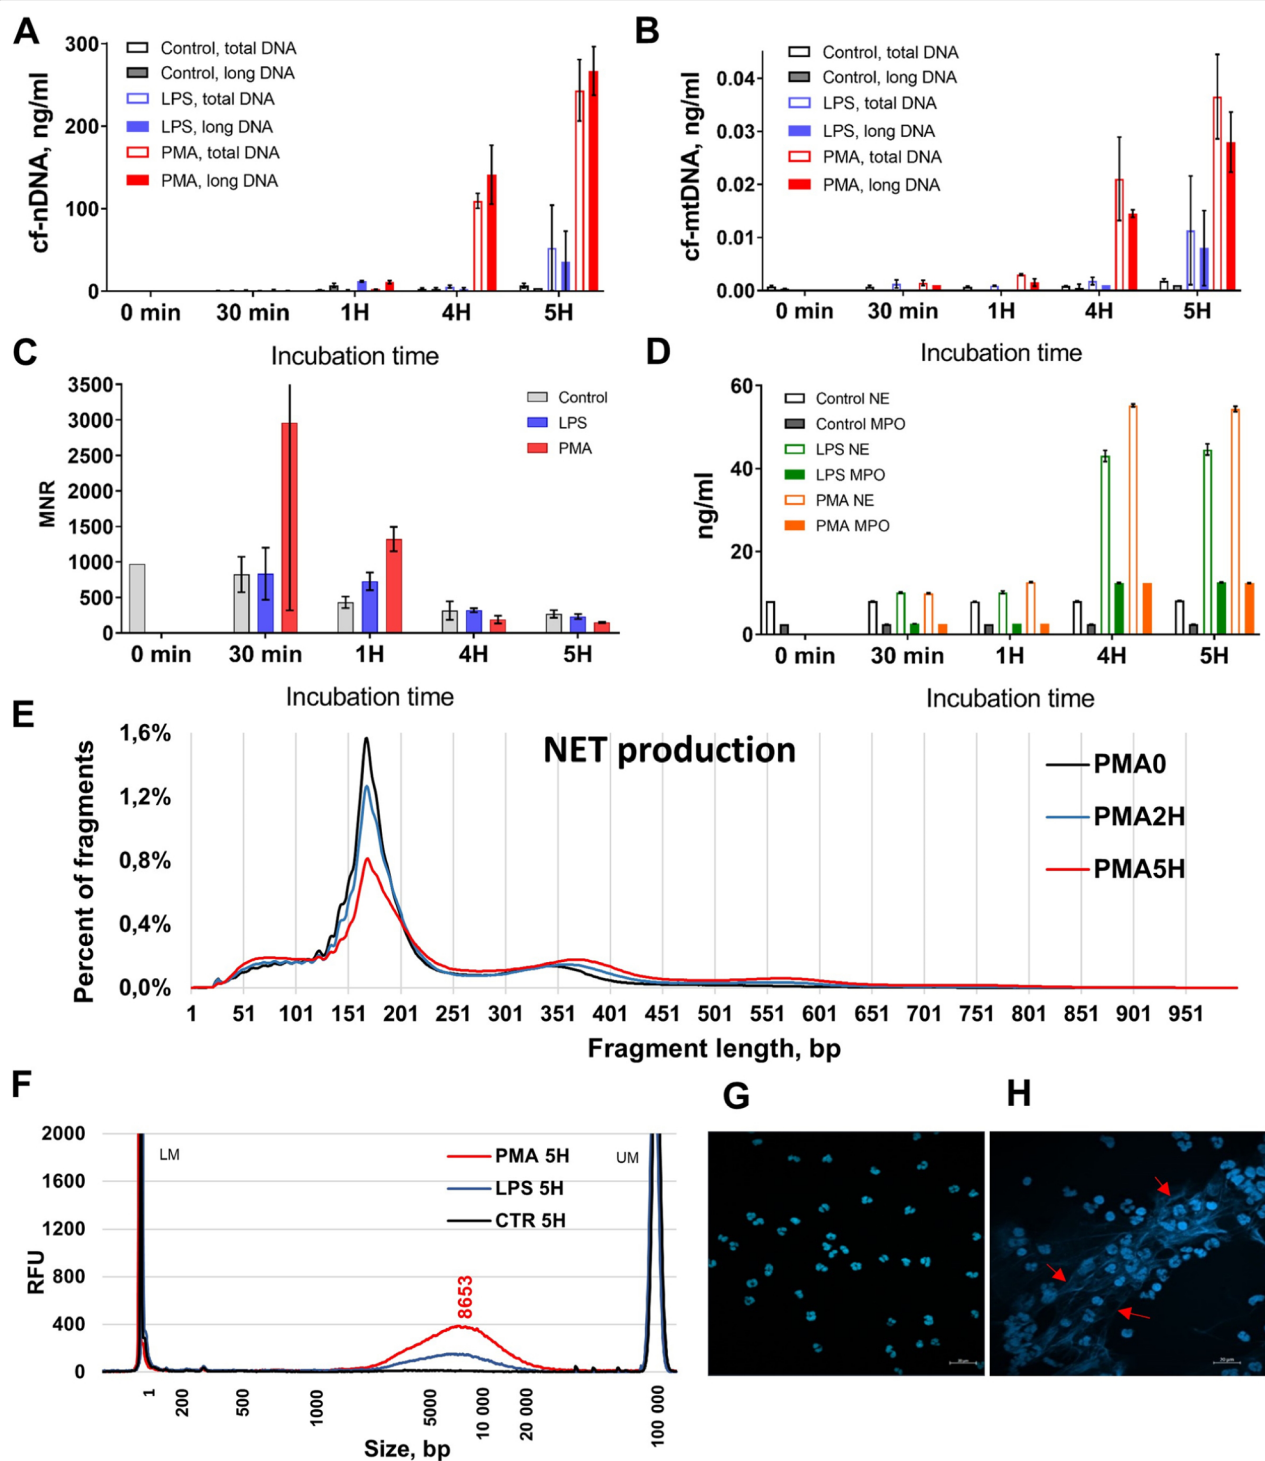 A
cf-nDNA, ng/ml
300
200
100
0
Control, total DNA
Control, long DNA
LPS, total DNA
LPS, long DNA
PMA, total DNA
PMA, long DNA
0 min 30 min 1H 4H 5H
Incubation time
B
cf-mtDNA, ng/ml
0.04
0.03
0.02
0.01
0.00
Control, total DNA
Control, long DNA
LPS, total DNA
LPS, long DNA
PMA, total DNA
PMA, long DNA
0 min 30 min 1H 4H 5H
Incubation time
C
MNR
3500
3000
2500
2000
1500
1000
500
0
Control
LPS
PMA
0 min 30 min 1H 4H 5H
Incubation time
D
ng/ml
60
40
20
0
Control NE
Control MPO
LPS NE
LPS MPO
PMA NE
PMA MPO
0 min 30 min 1H 4H 5H
Incubation time
E
NET production
Percent of fragments
1,6%
1,2%
0,8%
0,4%
0,0%
PMA0
PMA2H
PMA5H
1 51 101 151 201 251 301 351 401 451 501 551 601 651 701 751 801 851 901 951
Fragment length, bp
F
RFU
2000
1600
1200
800
400
0
LM
PMA 5H
LPS 5H
CTR 5H
UM
8653
1 200 500 1000 5000 10 000 20 000 100 000
Size, bp
G
H